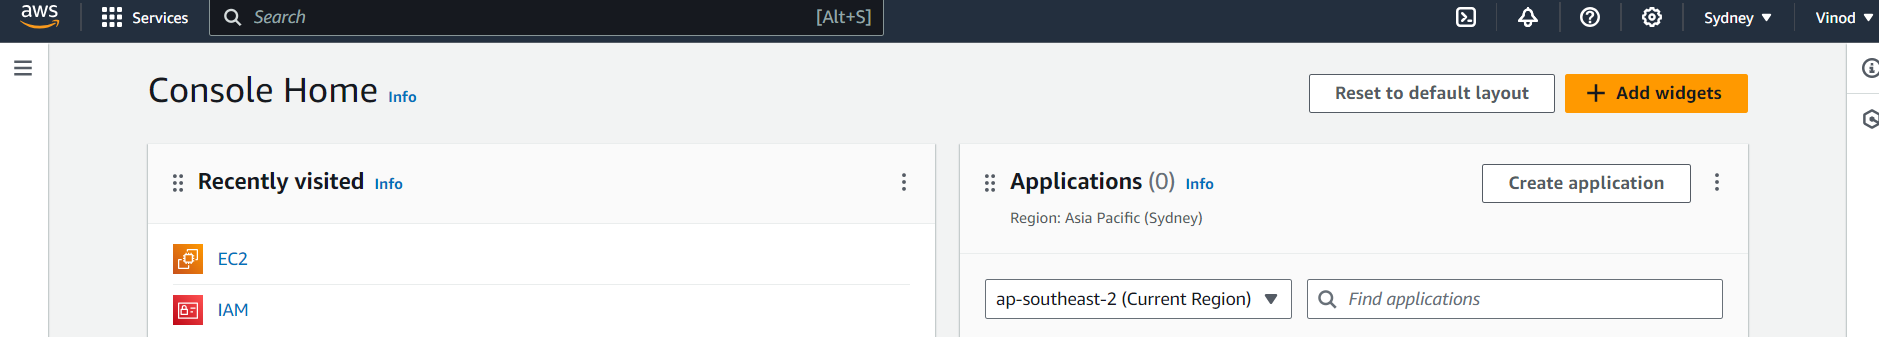 aws
Services
Search
[Alt+S]
Sydney
Vinod
Console Home Info
Reset to default layout
Add widgets
Recently visited Info
EC2
IAM
Applications (0) Info
Create application
Region: Asia Pacific (Sydney)
ap-southeast-2 (Current Region)
Find applications